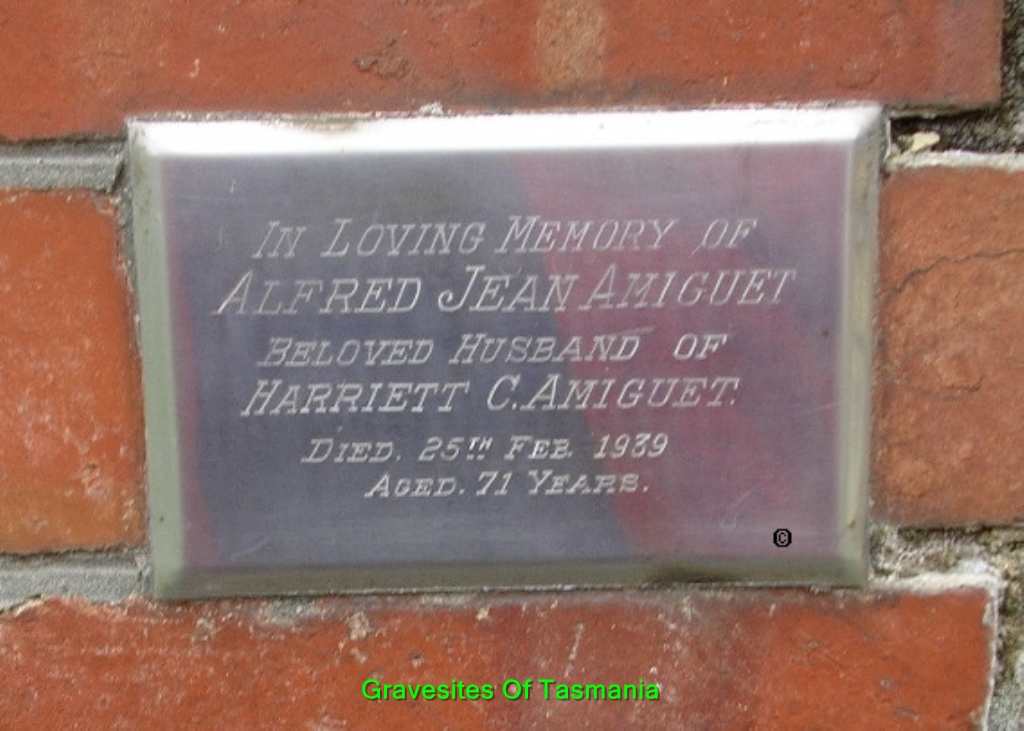 In Loving Memory of
Alfred Jean Amiguet
Beloved Husband of
Harriett C. Amiguet.
Died. 25TH Feb. 1939
Aged. 71 Years.
©
Gravesites Of Tasmania